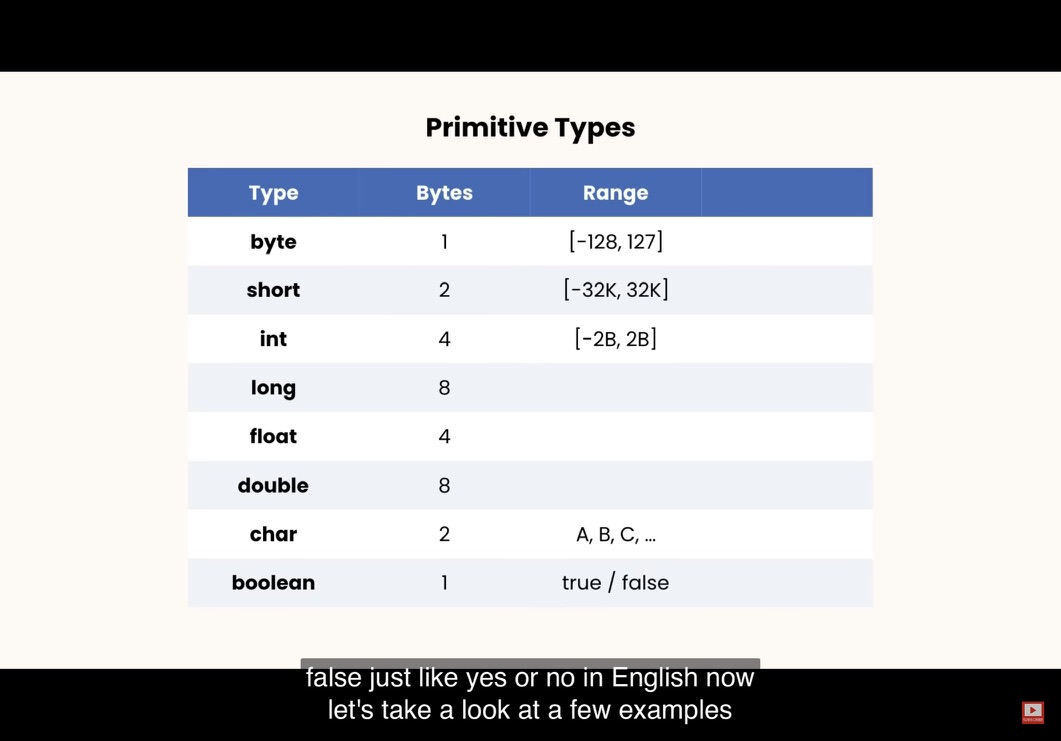 Primitive Types
Type Bytes Range
byte 1 [-128, 127]
short 2 [-32K, 32K]
int 4 [-2B, 2B]
long 8
float 4
double 8
char 2 A, B, C, ...
boolean 1 true / false
false just like yes or no in English now
let's take a look at a few examples
SUBSCRIBE